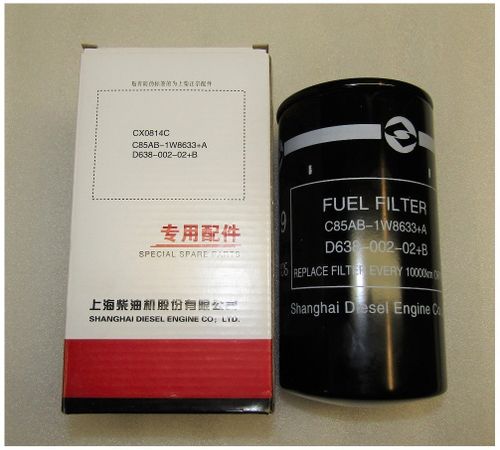 CX0814C
C85AB-1W8633+A
D638-002-02+B
专用配件
SPECIAL SPARE PARTS
上海柴油机股份有限公司
SHANGHAI DIESEL ENGINE CO; LTD.
FUEL FILTER
C85AB-1W8633+A
D638-002-02+B
REPLACE FILTER EVERY 10000km
Shanghai Diesel Engine Co